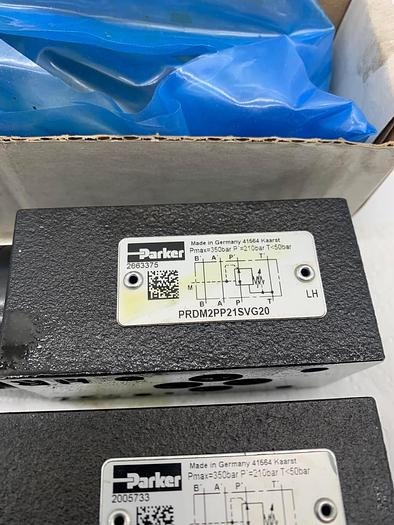 Parker
Made in Germany 41564 Kaarst
Pmax=350bar P´=210bar T<50bar
2663375
B´ A´ P´ T´
M
B A P T
LH
PRDM2PP21SVG20
Parker
Made in Germany 41564 Kaarst
Pmax=350bar P´=210bar T<50bar
2005733
B´ A´ P´ T´